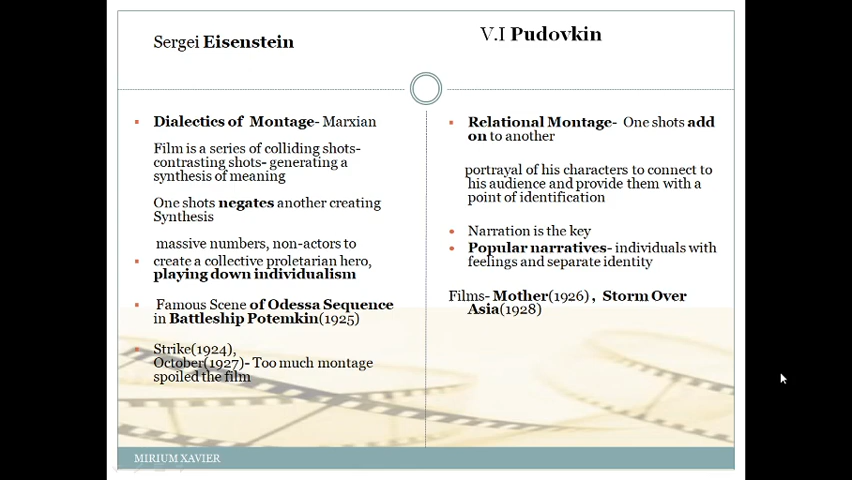 Sergei Eisenstein
Dialectics of Montage- Marxian
Film is a series of colliding shots-
contrasting shots- generating a
synthesis of meaning
One shots negates another creating
Synthesis
massive numbers, non-actors to
create a collective proletarian hero,
playing down individualism
Famous Scene of Odessa Sequence
in Battleship Potemkin(1925)
Strike(1924),
October(1927)- Too much montage
spoiled the film
V.I Pudovkin
Relational Montage- One shots add
on to another
portrayal of his characters to connect to
his audience and provide them with a
point of identification
Narration is the key
Popular narratives- individuals with
feelings and separate identity
Films- Mother(1926) , Storm Over
Asia(1928)
MIRIUM XAVIER